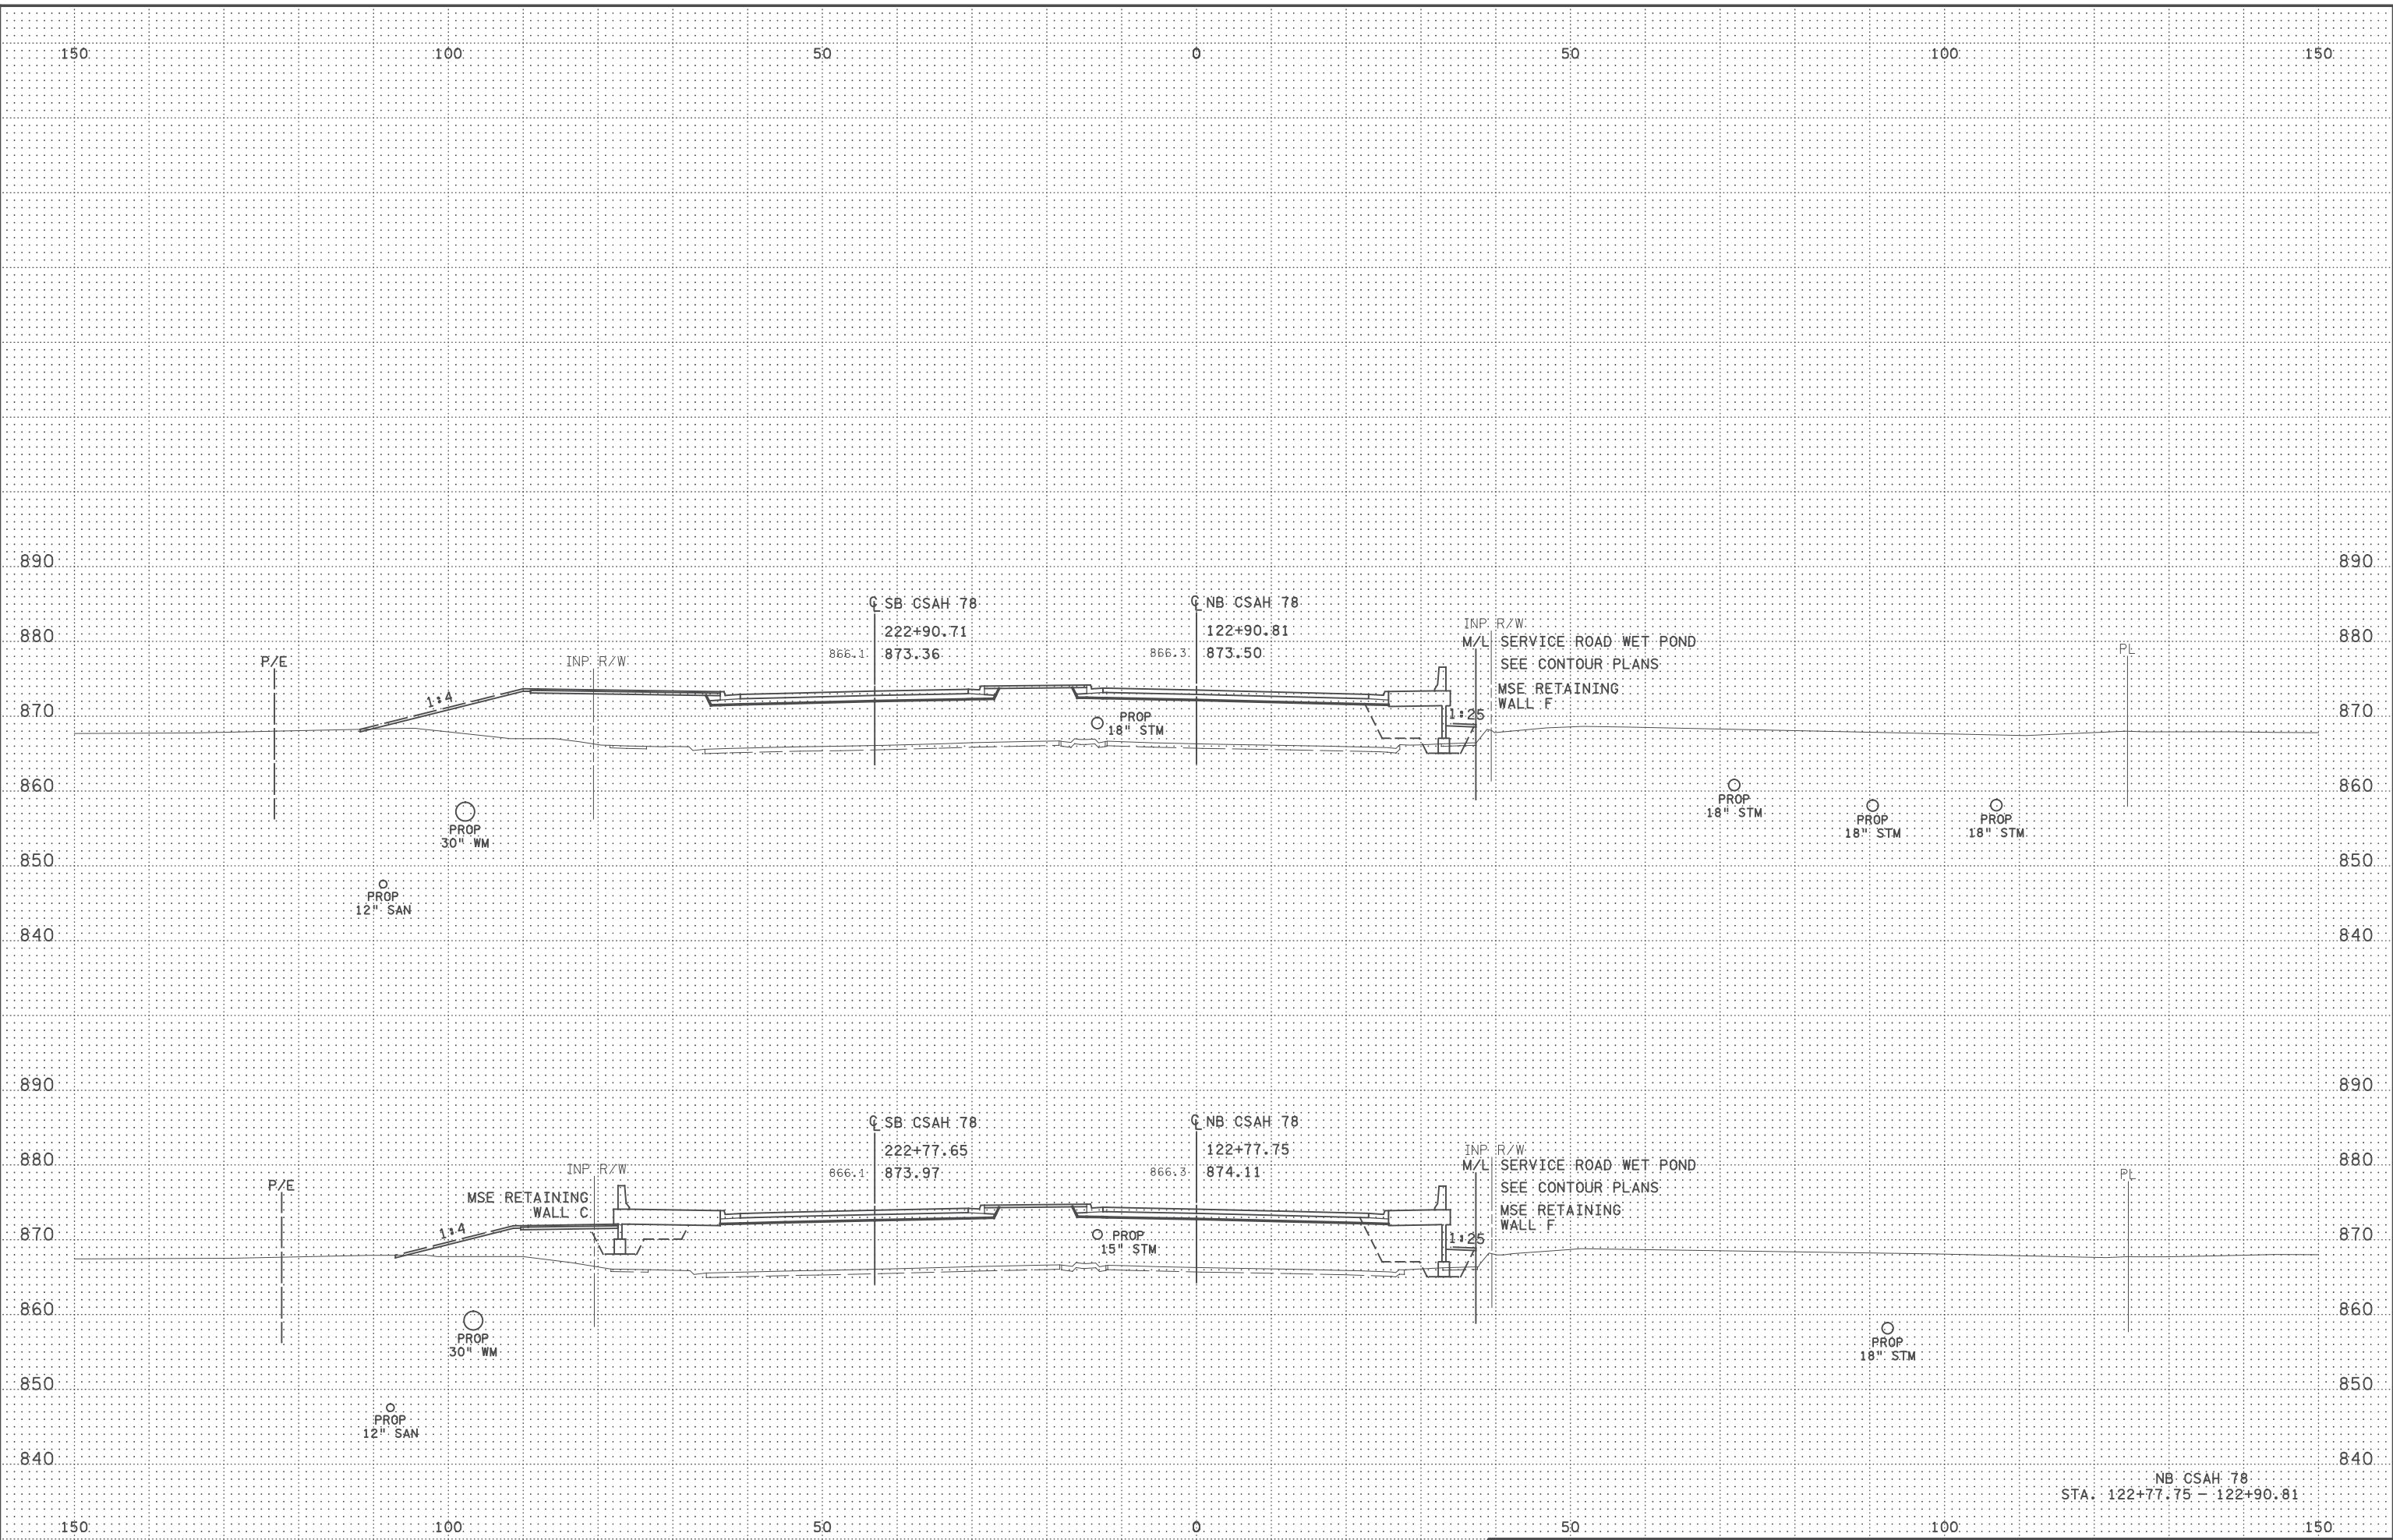 150 100 50 0 50 100 150
890 890
℄ SB CSAH 78
℄ NB CSAH 78
222+90.71
122+90.81
866.1 873.36
866.3 873.50
880 880
INP R/W
M/L SERVICE ROAD WET POND
SEE CONTOUR PLANS
MSE RETAINING
WALL F
P/E
INP R/W
PL
1:4
1:25
870 870
PROP
18" STM
860 860
PROP
30" WM
PROP
18" STM
PROP
18" STM
PROP
18" STM
850 850
PROP
12" SAN
840 840
890 890
℄ SB CSAH 78
℄ NB CSAH 78
222+77.65
122+77.75
866.1 873.97
866.3 874.11
880 880
INP R/W
M/L SERVICE ROAD WET POND
SEE CONTOUR PLANS
MSE RETAINING
WALL F
P/E
INP R/W
PL
MSE RETAINING
WALL C
1:4
1:25
870 870
PROP
15" STM
860 860
PROP
30" WM
PROP
18" STM
850 850
PROP
12" SAN
840 840
NB CSAH 78
STA. 122+77.75 - 122+90.81
150 100 50 0 50 100 150